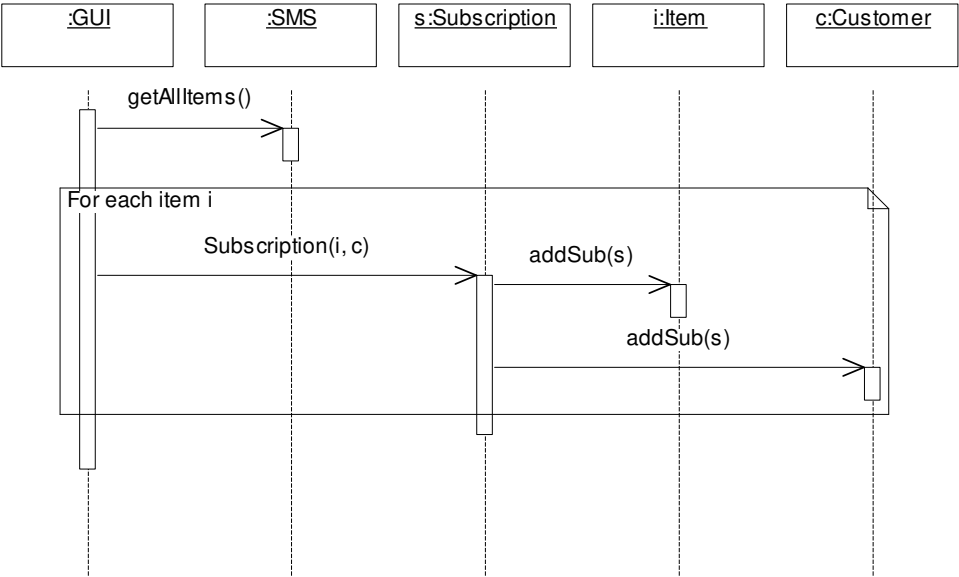 :GUI
:SMS
s:Subscription
i:Item
c:Customer
getAllItems()
For each item i
Subscription(i, c)
addSub(s)
addSub(s)